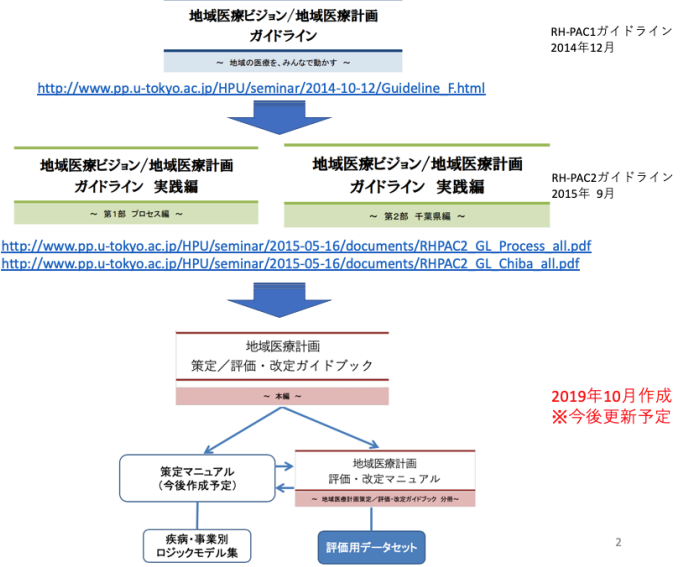 地域医療ビジョン/地域医療計画
ガイドライン
～ 地域の医療を、みんなで動かす ～
RH-PAC1ガイドライン
2014年12月
http://www.pp.u-tokyo.ac.jp/HPU/seminar/2014-10-12/Guideline_F.html
地域医療ビジョン/地域医療計画
ガイドライン 実践編
～ 第1部 プロセス編 ～
地域医療ビジョン/地域医療計画
ガイドライン 実践編
～ 第2部 千葉県編 ～
RH-PAC2ガイドライン
2015年 9月
http://www.pp.u-tokyo.ac.jp/HPU/seminar/2015-05-16/documents/RHPAC2_GL_Process_all.pdf
http://www.pp.u-tokyo.ac.jp/HPU/seminar/2015-05-16/documents/RHPAC2_GL_Chiba_all.pdf
地域医療計画
策定／評価・改定ガイドブック
～ 本編 ～
2019年10月作成
※今後更新予定
策定マニュアル
（今後作成予定）
地域医療計画
評価・改定マニュアル
～ 地域医療計画策定／評価・改定ガイドブック 分冊～
疾病・事業別
ロジックモデル集
評価用データセット
2